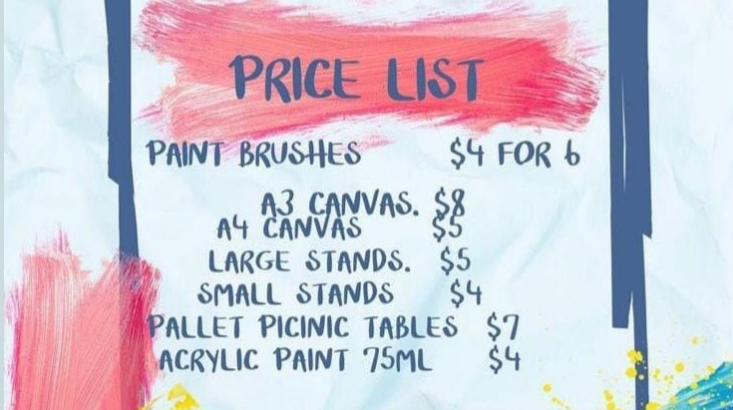 PRICE LIST
PAINT BRUSHES $4 FOR 6
A3 CANVAS. $8
A4 CANVAS $5
LARGE STANDS. $5
SMALL STANDS $4
PALLET PICINIC TABLES $7
ACRYLIC PAINT 75ML $4